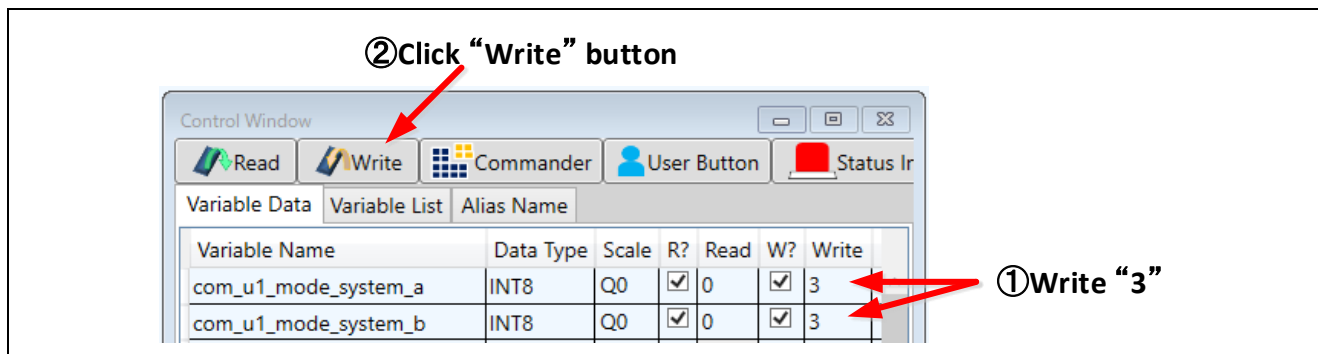 ②Click “Write” button
Control Window
Read Write Commander User Button Status In
Variable Data Variable List Alias Name
Variable Name Data Type Scale R? Read W? Write
com_u1_mode_system_a INT8 Q0 0 3
①Write “3”
com_u1_mode_system_b INT8 Q0 0 3